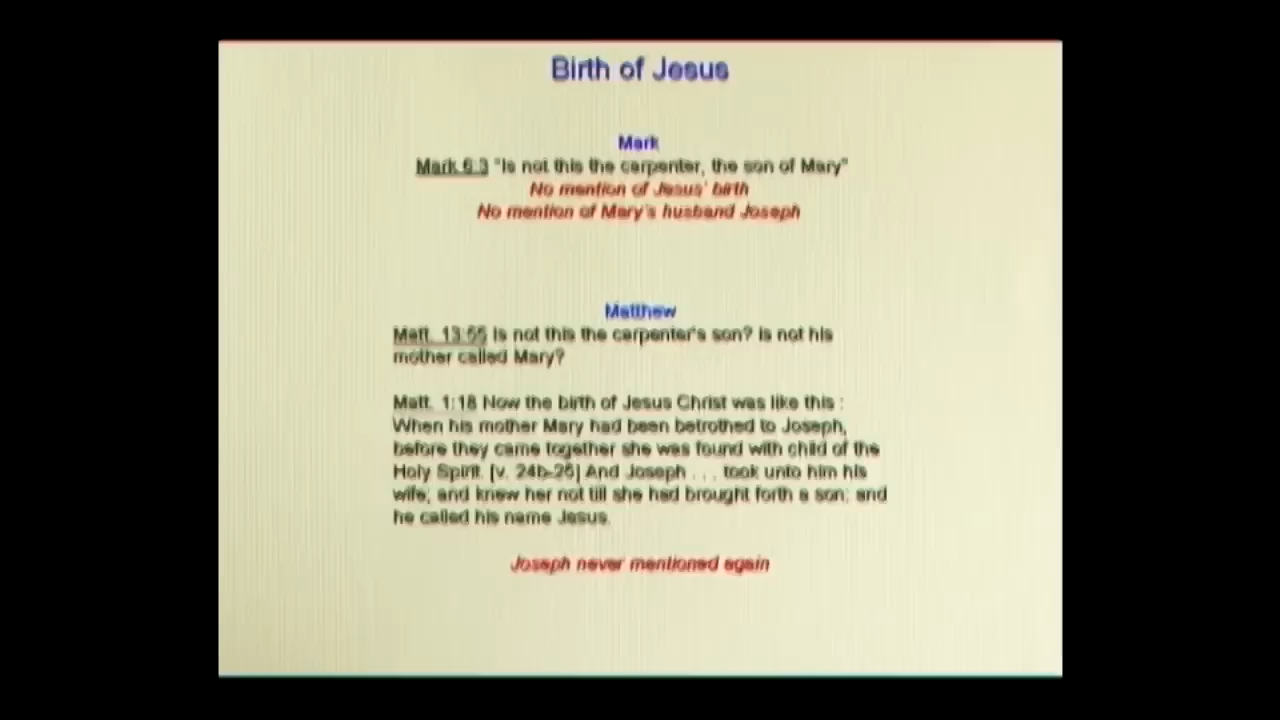 Birth of Jesus
Mark
Mark 6:3 "Is not this the carpenter, the son of Mary"
No mention of Jesus' birth
No mention of Mary's husband Joseph
Matthew
Matt. 13:55 Is not this the carpenter's son? Is not his
mother called Mary?
Matt. 1:18 Now the birth of Jesus Christ was like this :
When his mother Mary had been betrothed to Joseph,
before they came together she was found with child of the
Holy Spirit. [v. 24b-25] And Joseph . . . took unto him his
wife; and knew her not till she had brought forth a son: and
he called his name Jesus.
Joseph never mentioned again